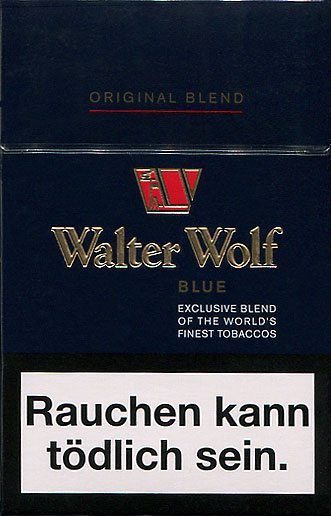 ORIGINAL BLEND
Walter Wolf
BLUE
EXCLUSIVE BLEND
OF THE WORLD'S
FINEST TOBACCOS
Rauchen kann
tödlich sein.